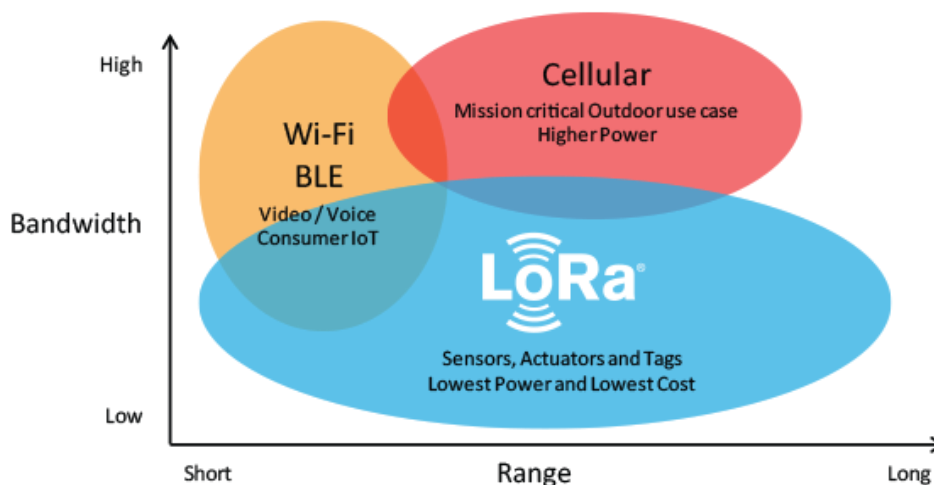 High
Cellular
Mission critical Outdoor use case
Higher Power
Wi-Fi
BLE
Video / Voice
Consumer IoT
Bandwidth
LoRa®
Sensors, Actuators and Tags
Lowest Power and Lowest Cost
Low
Short
Range
Long